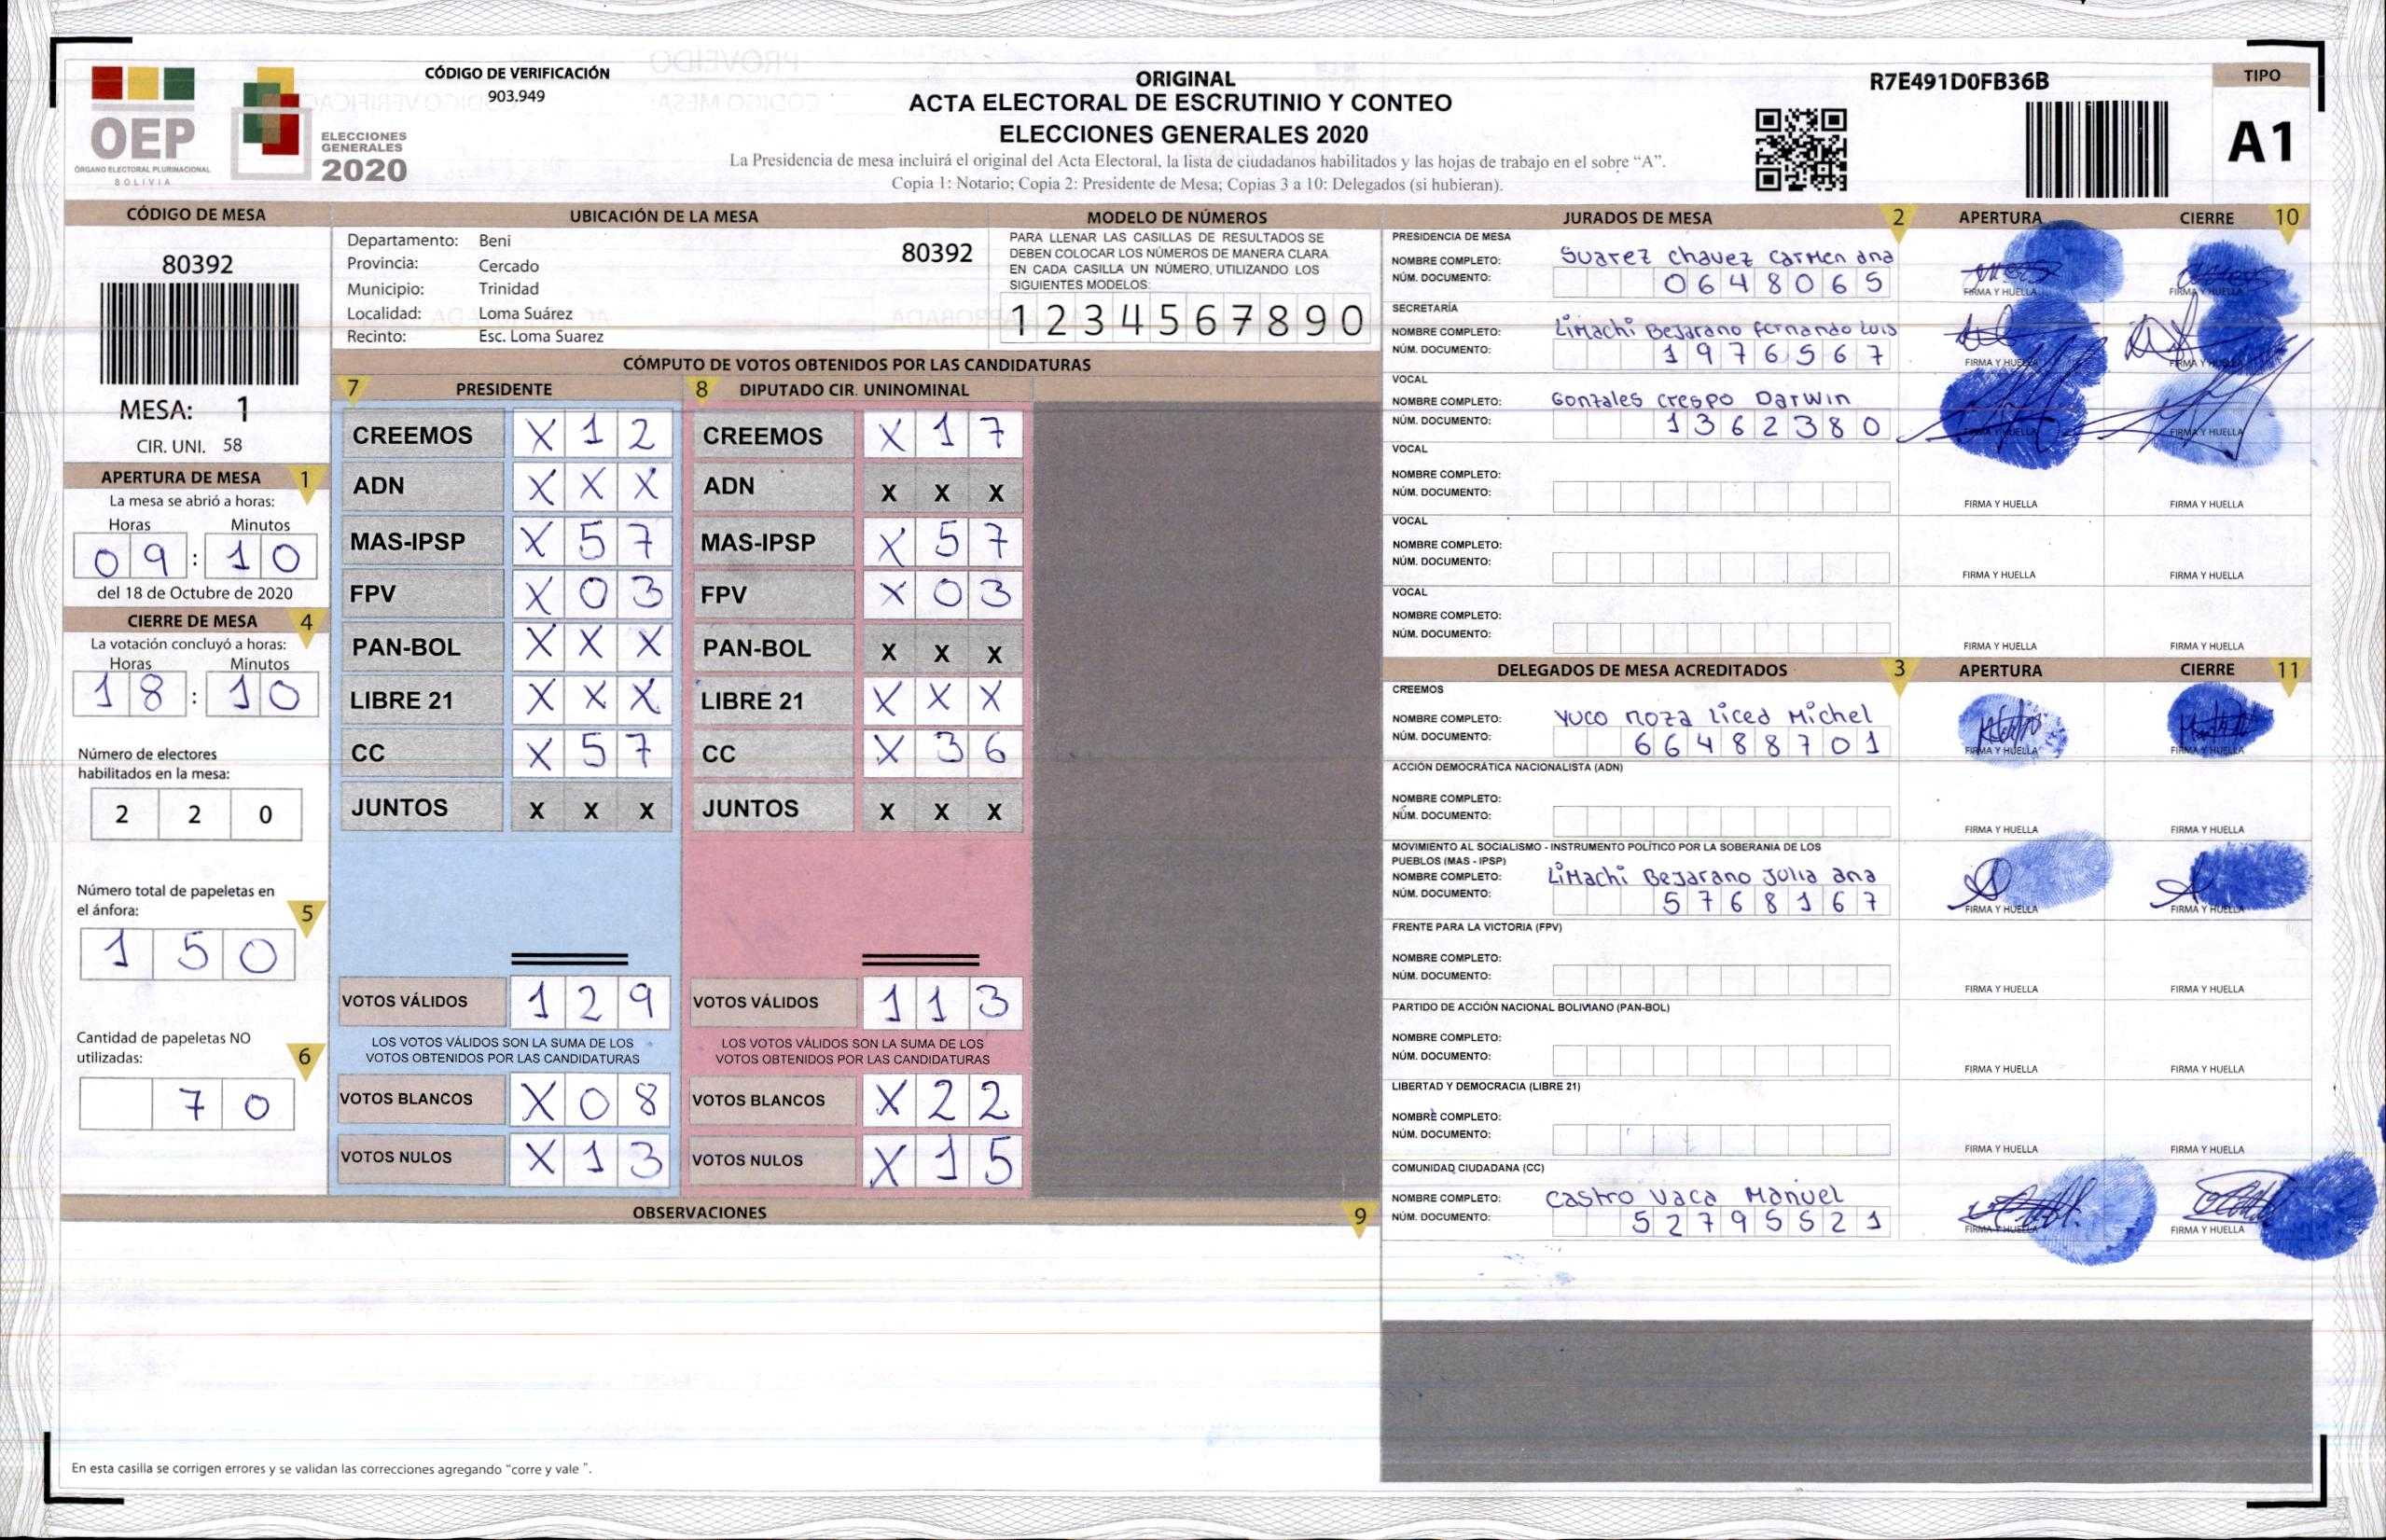 OEP
ÓRGANO ELECTORAL PLURINACIONAL
BOLIVIA
ELECCIONES
GENERALES
2020
CÓDIGO DE VERIFICACIÓN
903.949
ORIGINAL
ACTA ELECTORAL DE ESCRUTINIO Y CONTEO
ELECCIONES GENERALES 2020
La Presidencia de mesa incluirá el original del Acta Electoral, la lista de ciudadanos habilitados y las hojas de trabajo en el sobre “A”.
Copia 1: Notario; Copia 2: Presidente de Mesa; Copias 3 a 10: Delegados (si hubieran).
R7E491D0FB36B
TIPO
A1
CÓDIGO DE MESA
80392
MESA: 1
CIR. UNI. 58
APERTURA DE MESA 1
La mesa se abrió a horas:
Horas Minutos
09 : 10
del 18 de Octubre de 2020
CIERRE DE MESA 4
La votación concluyó a horas:
Horas Minutos
18 : 10
Número de electores
habilitados en la mesa:
2 2 0
Número total de papeletas en
el ánfora: 5
1 5 0
Cantidad de papeletas NO
utilizadas: 6
7 0
UBICACIÓN DE LA MESA
Departamento: Beni
80392
Provincia: Cercado
Municipio: Trinidad
Localidad: Loma Suárez
Recinto: Esc. Loma Suarez
MODELO DE NÚMEROS
PARA LLENAR LAS CASILLAS DE RESULTADOS SE
DEBEN COLOCAR LOS NÚMEROS DE MANERA CLARA
EN CADA CASILLA UN NÚMERO, UTILIZANDO LOS
SIGUIENTES MODELOS:
1 2 3 4 5 6 7 8 9 0
CÓMPUTO DE VOTOS OBTENIDOS POR LAS CANDIDATURAS
7 PRESIDENTE
CREEMOS X 1 2
ADN X X X
MAS-IPSP X 5 7
FPV X 0 3
PAN-BOL X X X
LIBRE 21 X X X
CC X 5 7
JUNTOS X X X
VOTOS VÁLIDOS 1 2 9
LOS VOTOS VÁLIDOS SON LA SUMA DE LOS
VOTOS OBTENIDOS POR LAS CANDIDATURAS
VOTOS BLANCOS X 0 8
VOTOS NULOS X 1 3
8 DIPUTADO CIR. UNINOMINAL
CREEMOS X 1 7
ADN X X X
MAS-IPSP X 5 7
FPV X 0 3
PAN-BOL X X X
LIBRE 21 X X X
CC X 3 6
JUNTOS X X X
VOTOS VÁLIDOS 1 1 3
LOS VOTOS VÁLIDOS SON LA SUMA DE LOS
VOTOS OBTENIDOS POR LAS CANDIDATURAS
VOTOS BLANCOS X 2 2
VOTOS NULOS X 1 5
OBSERVACIONES 9
En esta casilla se corrigen errores y se validan las correcciones agregando “corre y vale ”.
JURADOS DE MESA 2 APERTURA CIERRE 10
PRESIDENCIA DE MESA
NOMBRE COMPLETO: Suarez Chavez Carmen ana
NÚM. DOCUMENTO: 0648065
FIRMA Y HUELLA FIRMA Y HUELLA
SECRETARÍA
NOMBRE COMPLETO: Limachi Bejarano fernando Luis
NÚM. DOCUMENTO: 1976567
FIRMA Y HUELLA FIRMA Y HUELLA
VOCAL
NOMBRE COMPLETO: Gonzales Crespo Darwin
NÚM. DOCUMENTO: 1362380
FIRMA Y HUELLA FIRMA Y HUELLA
VOCAL
NOMBRE COMPLETO:
NÚM. DOCUMENTO:
FIRMA Y HUELLA FIRMA Y HUELLA
VOCAL
NOMBRE COMPLETO:
NÚM. DOCUMENTO:
FIRMA Y HUELLA FIRMA Y HUELLA
VOCAL
NOMBRE COMPLETO:
NÚM. DOCUMENTO:
FIRMA Y HUELLA FIRMA Y HUELLA
DELEGADOS DE MESA ACREDITADOS 3 APERTURA CIERRE 11
CREEMOS
NOMBRE COMPLETO: Yuco noza Liced Michel
NÚM. DOCUMENTO: 66488701
FIRMA Y HUELLA FIRMA Y HUELLA
ACCIÓN DEMOCRÁTICA NACIONALISTA (ADN)
NOMBRE COMPLETO:
NÚM. DOCUMENTO:
FIRMA Y HUELLA FIRMA Y HUELLA
MOVIMIENTO AL SOCIALISMO - INSTRUMENTO POLÍTICO POR LA SOBERANIA DE LOS
PUEBLOS (MAS - IPSP)
NOMBRE COMPLETO: Limachi Bejarano Julia ana
NÚM. DOCUMENTO: 5768167
FIRMA Y HUELLA FIRMA Y HUELLA
FRENTE PARA LA VICTORIA (FPV)
NOMBRE COMPLETO:
NÚM. DOCUMENTO:
FIRMA Y HUELLA FIRMA Y HUELLA
PARTIDO DE ACCIÓN NACIONAL BOLIVIANO (PAN-BOL)
NOMBRE COMPLETO:
NÚM. DOCUMENTO:
FIRMA Y HUELLA FIRMA Y HUELLA
LIBERTAD Y DEMOCRACIA (LIBRE 21)
NOMBRE COMPLETO:
NÚM. DOCUMENTO:
FIRMA Y HUELLA FIRMA Y HUELLA
COMUNIDAD CIUDADANA (CC)
NOMBRE COMPLETO: Castro Vaca Manuel
NÚM. DOCUMENTO: 52795521
FIRMA Y HUELLA FIRMA Y HUELLA